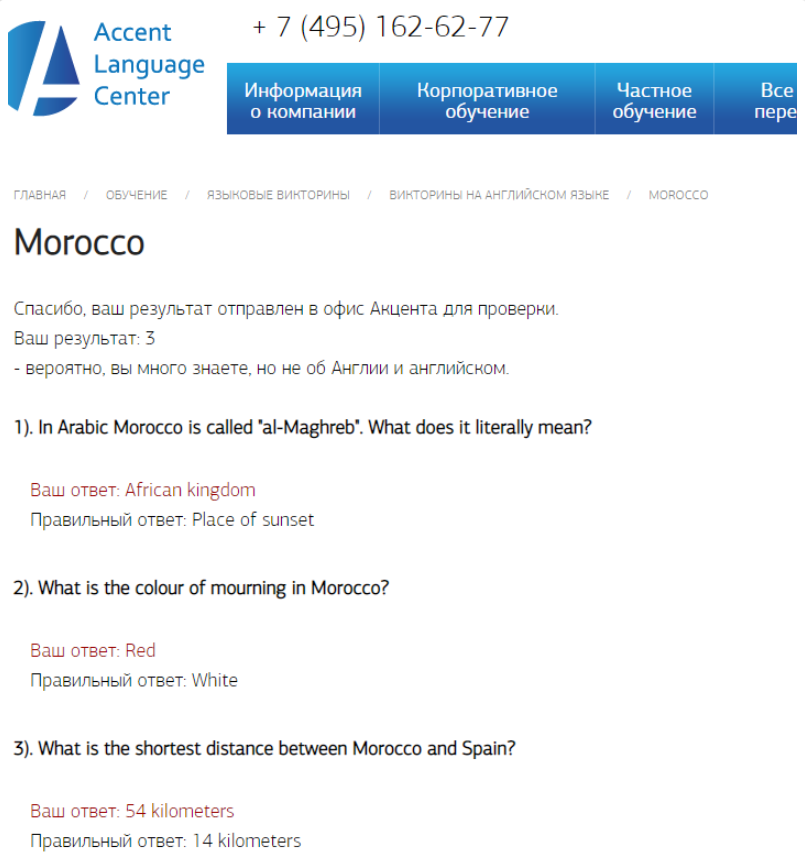 Accent
Language
Center
+ 7 (495) 162-62-77
Информация
о компании
Корпоративное
обучение
Частное
обучение
Все
пере
ГЛАВНАЯ / ОБУЧЕНИЕ / ЯЗЫКОВЫЕ ВИКТОРИНЫ / ВИКТОРИНЫ НА АНГЛИЙСКОМ ЯЗЫКЕ / MOROCCO
Morocco
Спасибо, ваш результат отправлен в офис Акцента для проверки.
Ваш результат: 3
- вероятно, вы много знаете, но не об Англии и английском.
1). In Arabic Morocco is called "al-Maghreb". What does it literally mean?
Ваш ответ: African kingdom
Правильный ответ: Place of sunset
2). What is the colour of mourning in Morocco?
Ваш ответ: Red
Правильный ответ: White
3). What is the shortest distance between Morocco and Spain?
Ваш ответ: 54 kilometers
Правильный ответ: 14 kilometers